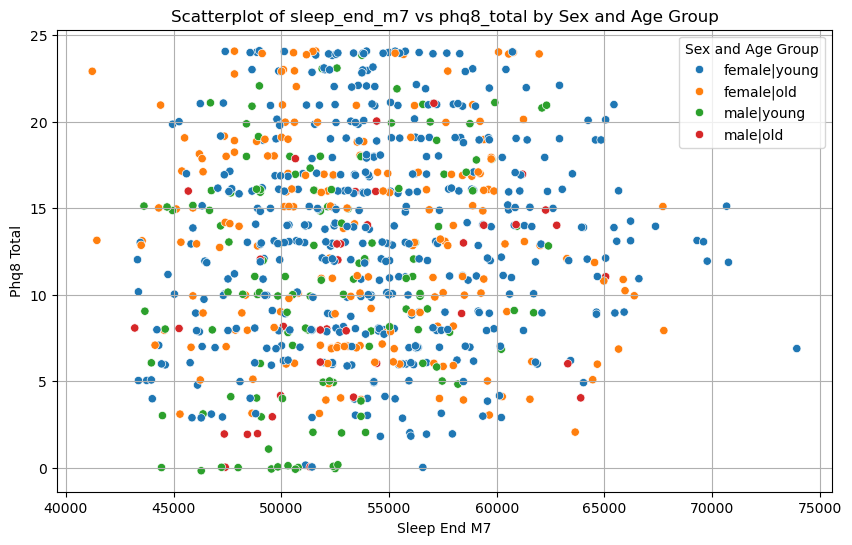 Scatterplot of sleep_end_m7 vs phq8_total by Sex and Age Group
Sex and Age Group
female|young
female|old
male|young
male|old
Phq8 Total
25
20
15
10
5
0
40000 45000 50000 55000 60000 65000 70000 75000
Sleep End M7